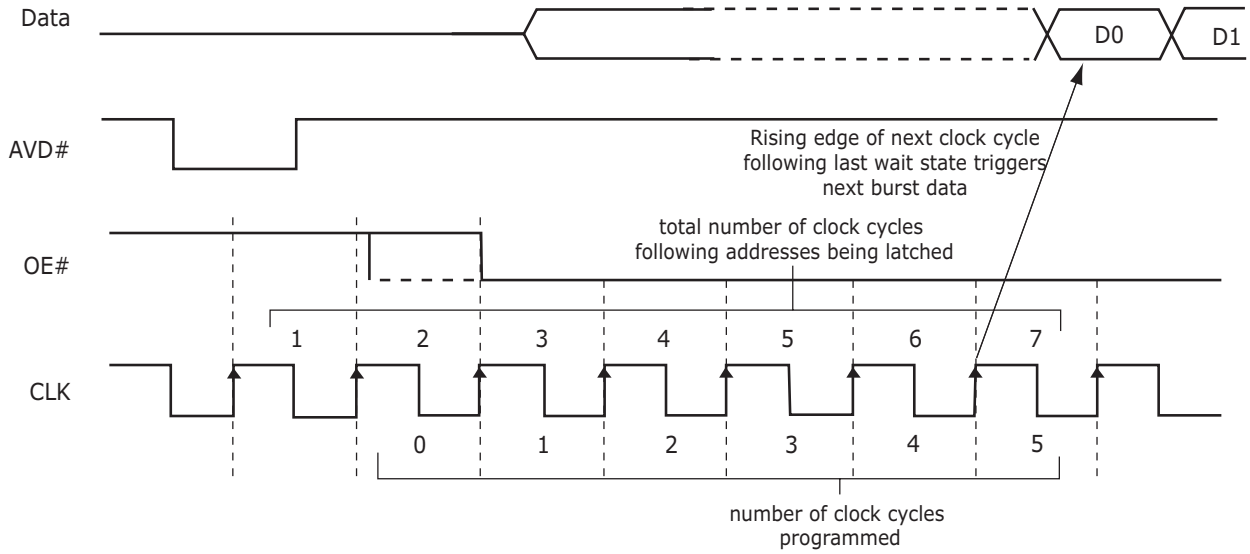 Data
D0
D1
AVD#
Rising edge of next clock cycle
following last wait state triggers
next burst data
total number of clock cycles
following addresses being latched
OE#
1 2 3 4 5 6 7
CLK
0 1 2 3 4 5
number of clock cycles
programmed